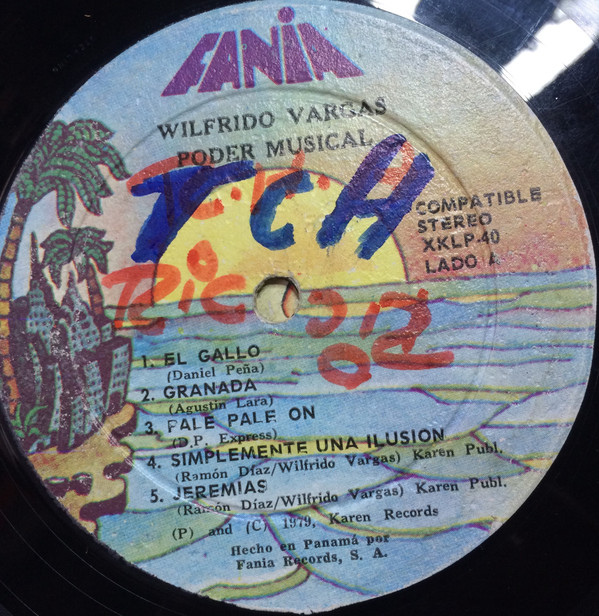 FANIA
WILFRIDO VARGAS
PODER MUSICAL
T C H
COMPATIBLE
STEREO
XKLP-40
LADO A
1. EL GALLO
(Daniel Peña)
2. GRANADA
(Agustin Lara)
3. PALE PALE ON
(D.P. Express)
4. SIMPLEMENTE UNA ILUSION
(Ramón Díaz/Wilfrido Vargas) Karen Publ.
5. JEREMIAS
(Ramón Díaz/Wilfrido Vargas) Karen Publ.
(P) and (C) 1979, Karen Records
Hecho en Panamá por
Fania Records, S. A.